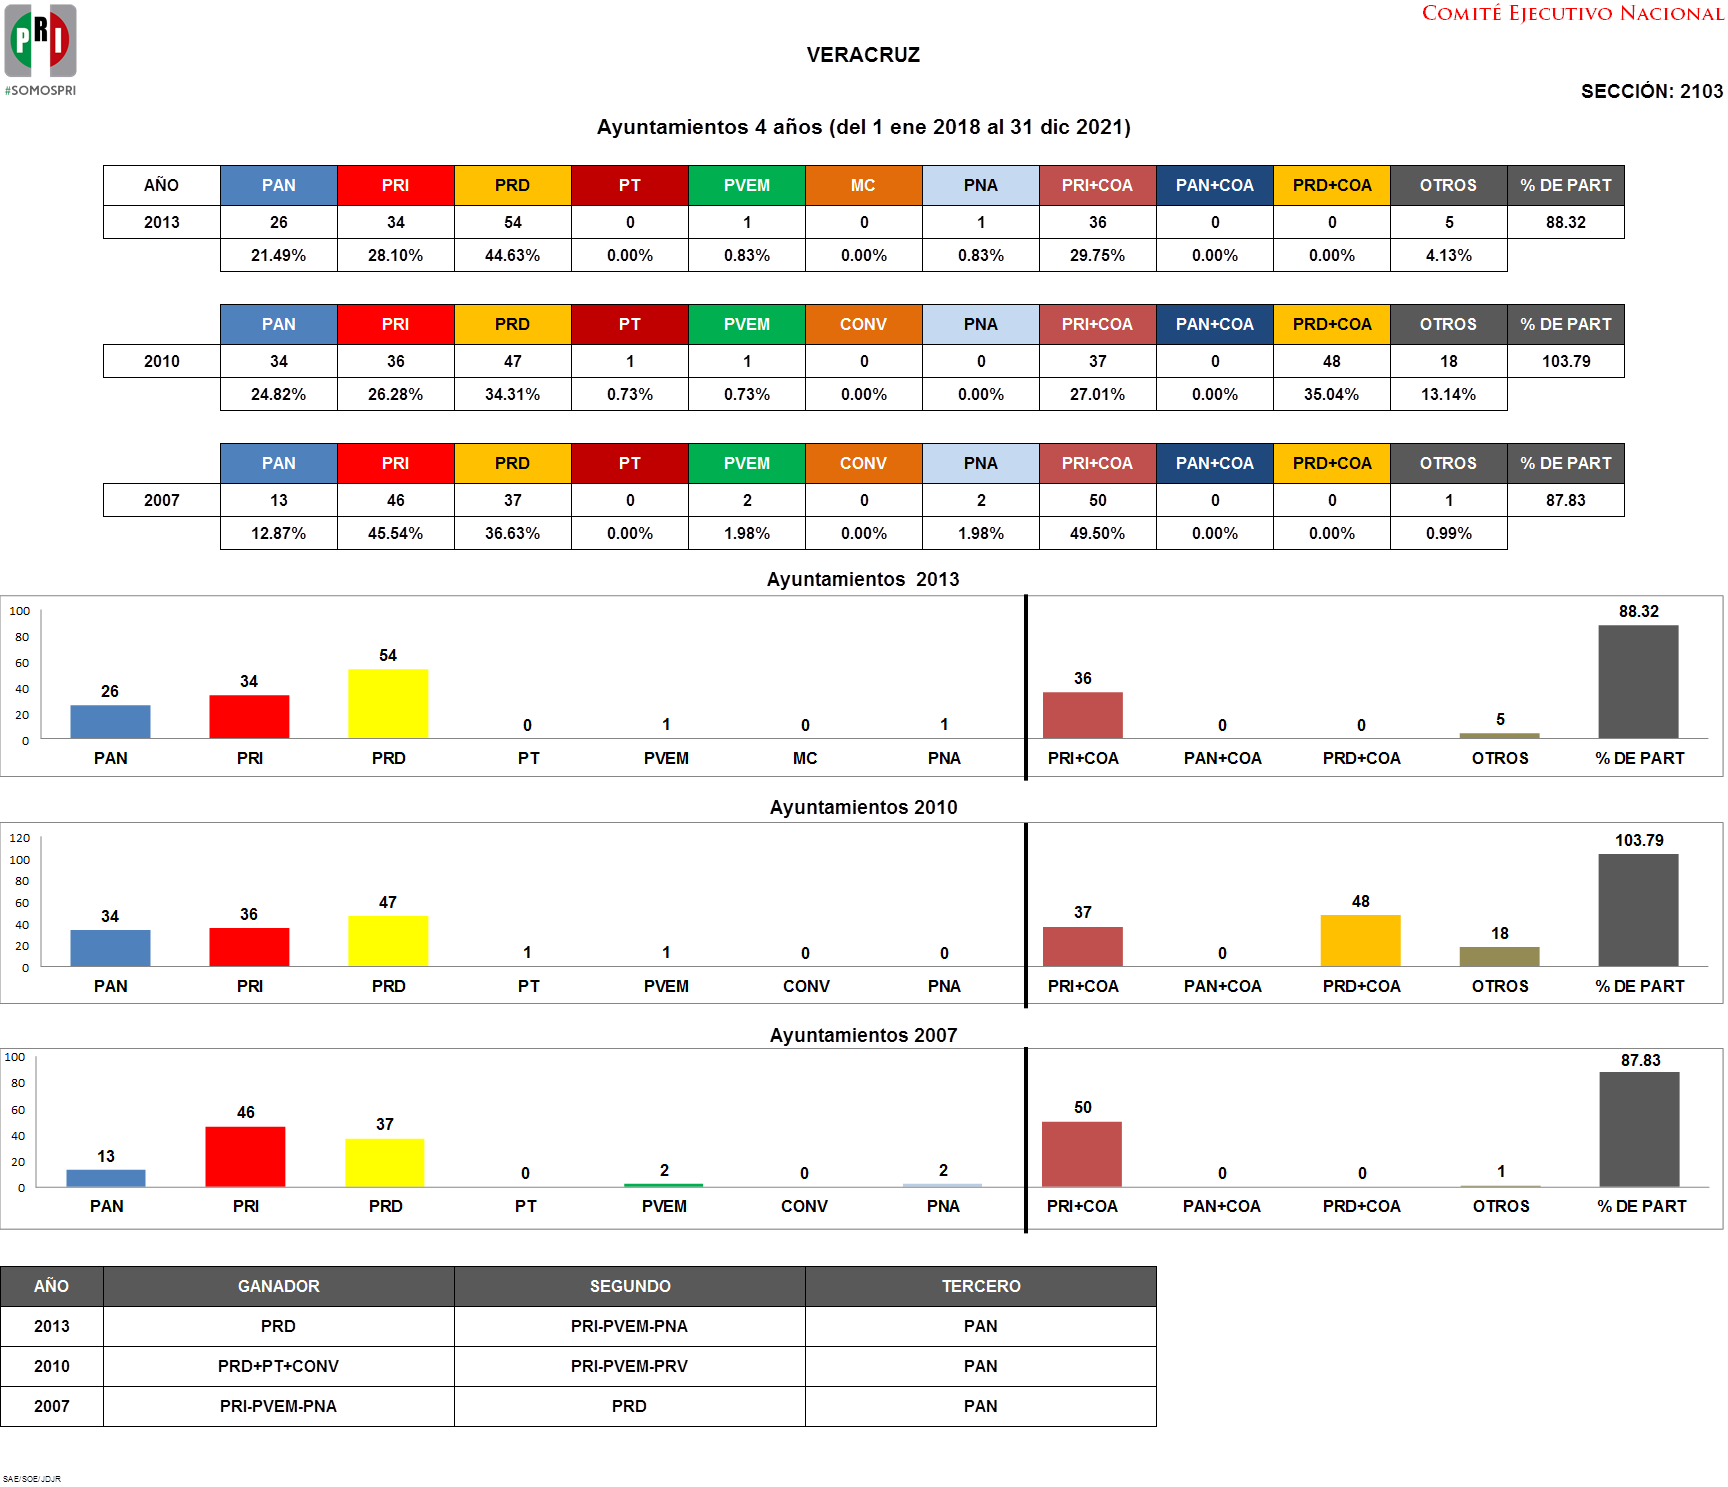 PRI
#SOMOSPRI
COMITÉ EJECUTIVO NACIONAL
VERACRUZ
SECCIÓN: 2103
Ayuntamientos 4 años (del 1 ene 2018 al 31 dic 2021)
AÑO PAN PRI PRD PT PVEM MC PNA PRI+COA PAN+COA PRD+COA OTROS % DE PART
2013 26 34 54 0 1 0 1 36 0 0 5 88.32
21.49% 28.10% 44.63% 0.00% 0.83% 0.00% 0.83% 29.75% 0.00% 0.00% 4.13%
PAN PRI PRD PT PVEM CONV PNA PRI+COA PAN+COA PRD+COA OTROS % DE PART
2010 34 36 47 1 1 0 0 37 0 48 18 103.79
24.82% 26.28% 34.31% 0.73% 0.73% 0.00% 0.00% 27.01% 0.00% 35.04% 13.14%
PAN PRI PRD PT PVEM CONV PNA PRI+COA PAN+COA PRD+COA OTROS % DE PART
2007 13 46 37 0 2 0 2 50 0 0 1 87.83
12.87% 45.54% 36.63% 0.00% 1.98% 0.00% 1.98% 49.50% 0.00% 0.00% 0.99%
Ayuntamientos 2013
100
80
60
40
20
0
26 34 54 0 1 0 1 36 0 0 5 88.32
PAN PRI PRD PT PVEM MC PNA PRI+COA PAN+COA PRD+COA OTROS % DE PART
Ayuntamientos 2010
120
100
80
60
40
20
0
34 36 47 1 1 0 0 37 0 48 18 103.79
PAN PRI PRD PT PVEM CONV PNA PRI+COA PAN+COA PRD+COA OTROS % DE PART
Ayuntamientos 2007
100
80
60
40
20
0
13 46 37 0 2 0 2 50 0 0 1 87.83
PAN PRI PRD PT PVEM CONV PNA PRI+COA PAN+COA PRD+COA OTROS % DE PART
AÑO GANADOR SEGUNDO TERCERO
2013 PRD PRI-PVEM-PNA PAN
2010 PRD+PT+CONV PRI-PVEM-PRV PAN
2007 PRI-PVEM-PNA PRD PAN
SAE/SOE/JDJR